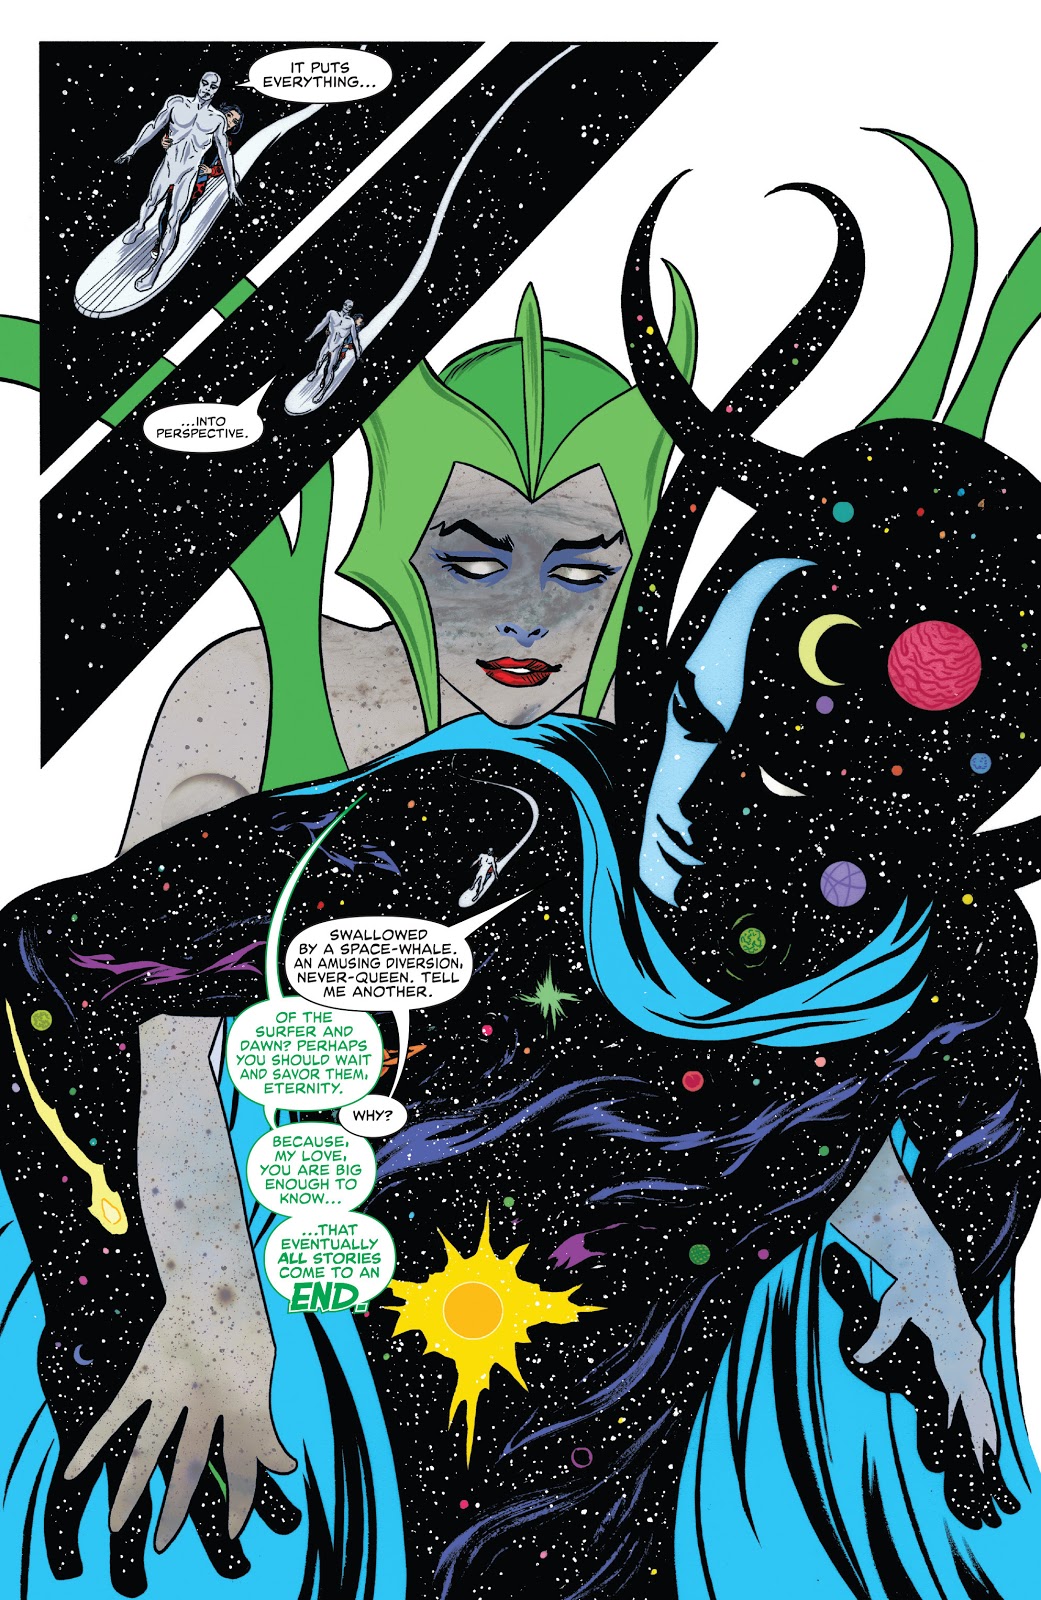 IT PUTS
EVERYTHING...
...INTO
PERSPECTIVE.
SWALLOWED
BY A SPACE-WHALE.
AN AMUSING DIVERSION,
NEVER-QUEEN. TELL
ME ANOTHER.
OF THE
SURFER AND
DAWN? PERHAPS
YOU SHOULD WAIT
AND SAVOR THEM,
ETERNITY.
WHY?
BECAUSE,
MY LOVE,
YOU ARE BIG
ENOUGH TO
KNOW...
...THAT
EVENTUALLY
ALL STORIES
COME TO AN
END.